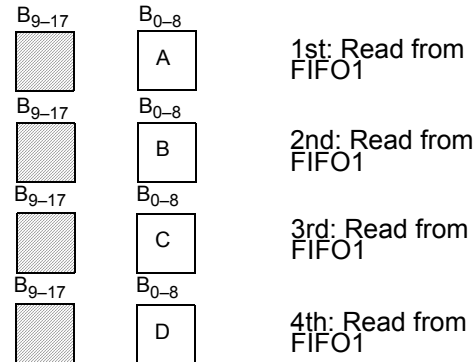 B9–17 B0–8
A 1st: Read from
FIFO1
B9–17 B0–8
B 2nd: Read from
FIFO1
B9–17 B0–8
C 3rd: Read from
FIFO1
B9–17 B0–8
D 4th: Read from
FIFO1